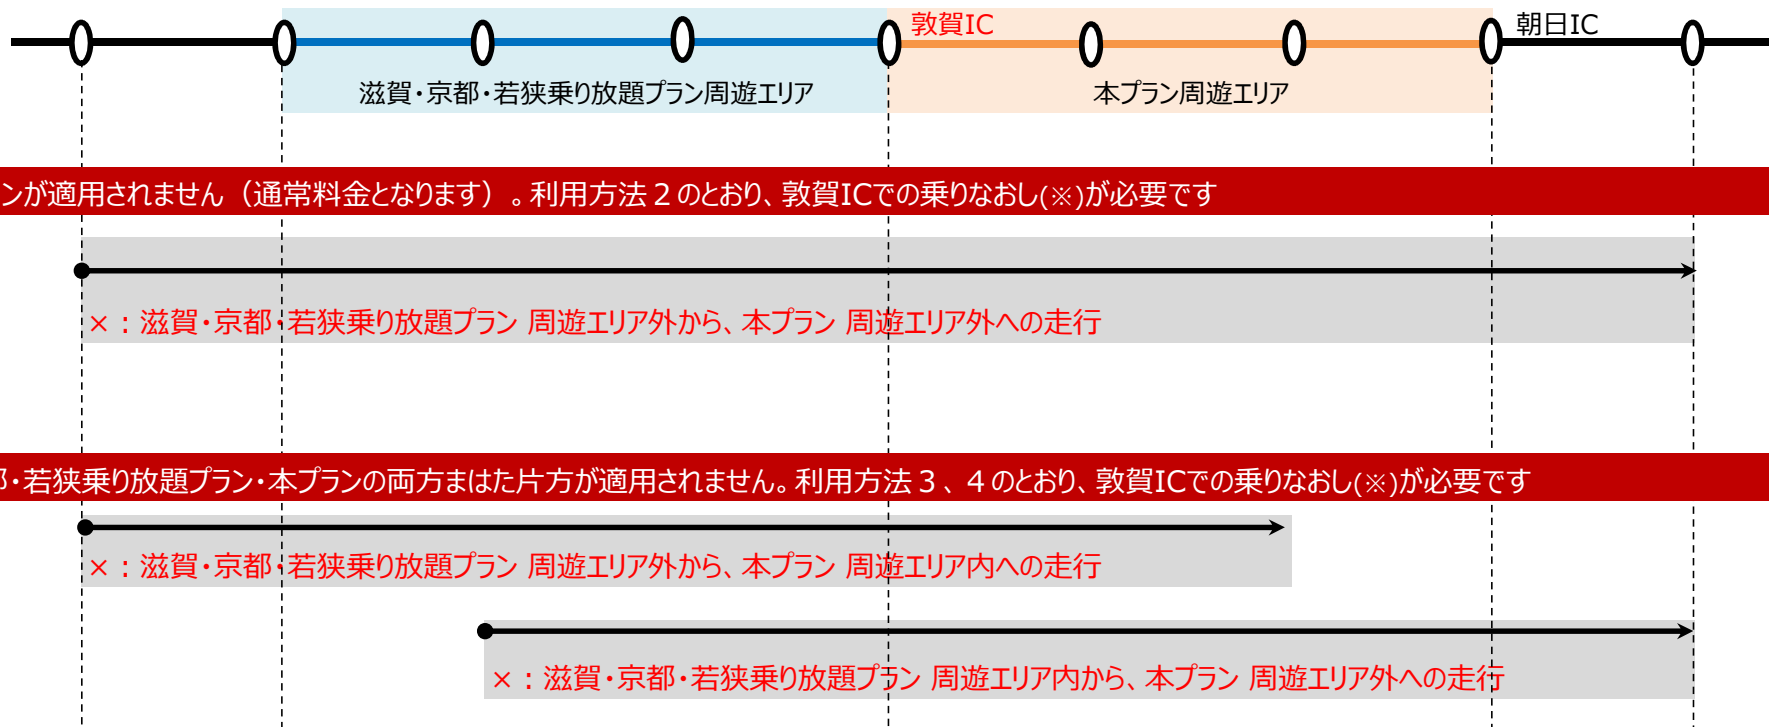 敦賀IC
朝日IC
滋賀・京都・若狭乗り放題プラン周遊エリア
本プラン周遊エリア
ンが適用されません（通常料金となります）。利用方法２のとおり、敦賀ICでの乗りなおし(※)が必要です
×：滋賀・京都・若狭乗り放題プラン 周遊エリア外から、本プラン 周遊エリア外への走行
・若狭乗り放題プラン・本プランの両方まはた片方が適用されません。利用方法３、４のとおり、敦賀ICでの乗りなおし(※)が必要です
×：滋賀・京都・若狭乗り放題プラン 周遊エリア外から、本プラン 周遊エリア内への走行
×：滋賀・京都・若狭乗り放題プラン 周遊エリア内から、本プラン 周遊エリア外への走行